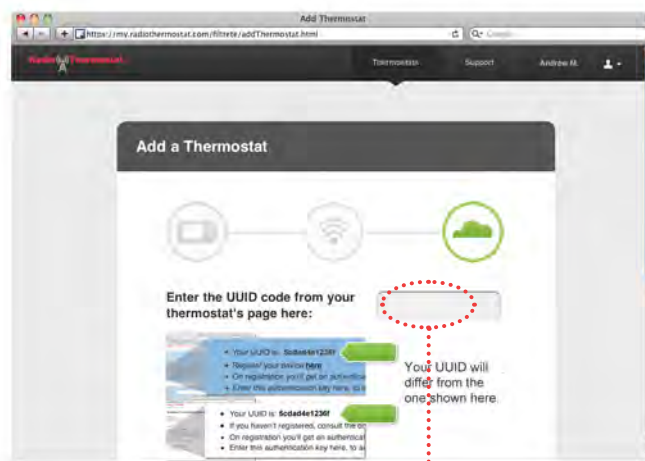 Add Thermostat
https://my.radiothermostat.com/filtrete/addThermostat.html
Google
Radio Thermostat
Thermostats
Support
Andrew M.
Add a Thermostat
Enter the UUID code from your
thermostat's page here:
• Your UUID is: 5cdad4e1236f
• Register your device here
• On registration you'll get an authentica
• Enter this authentication key here, to a
Your UUID will
differ from the
one shown here
• Your UUID is: 5cdad4e1236f
• If you haven't registered, consult the
• On registration you'll get an authenticat
• Enter this authentication key here, to a